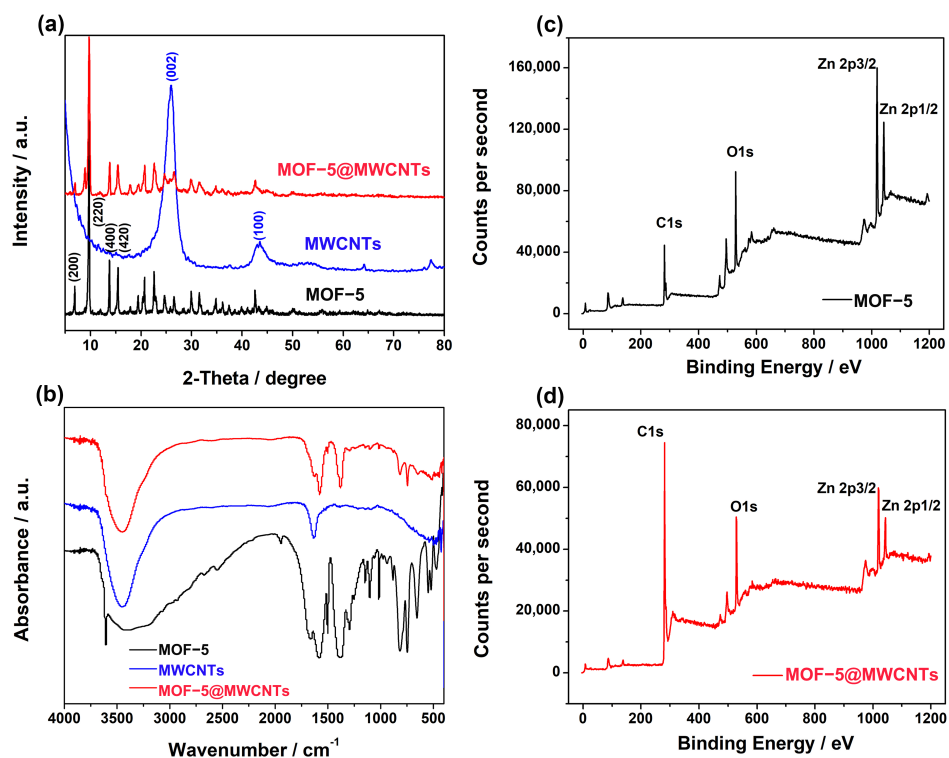 (a)
(002)
MOF−5@MWCNTs
(220)
(400)
(420)
(100)
(200)
MWCNTs
MOF−5
10 20 30 40 50 60 70 80
2-Theta / degree
Intensity / a.u.
(b)
MOF−5
MWCNTs
MOF−5@MWCNTs
4000 3500 3000 2500 2000 1500 1000 500
Wavenumber / cm-1
Absorbance / a.u.
(c)
160,000
120,000
80,000
40,000
0
Counts per second
Zn 2p3/2
Zn 2p1/2
O1s
C1s
MOF−5
0 200 400 600 800 1000 1200
Binding Energy / eV
(d)
80,000
60,000
40,000
20,000
0
Counts per second
C1s
O1s
Zn 2p3/2
Zn 2p1/2
MOF−5@MWCNTs
0 200 400 600 800 1000 1200
Binding Energy / eV